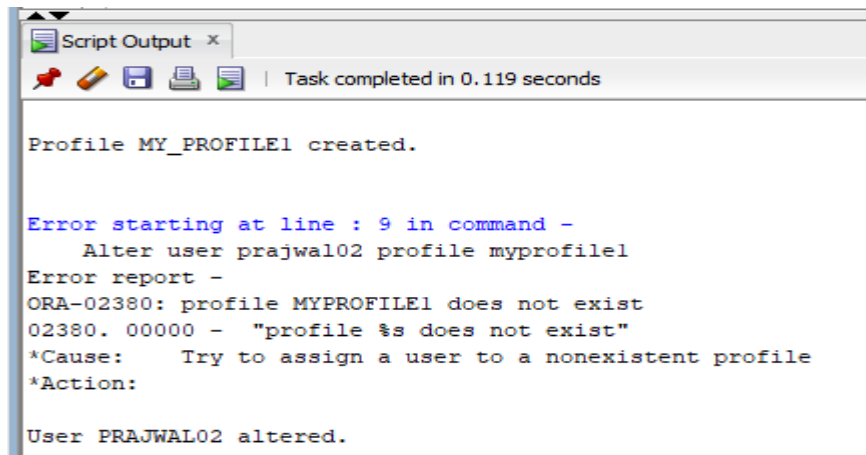 Script Output ×
Task completed in 0.119 seconds
Profile MY_PROFILE1 created.
Error starting at line : 9 in command -
Alter user prajwal02 profile myprofile1
Error report -
ORA-02380: profile MYPROFILE1 does not exist
02380. 00000 - "profile %s does not exist"
*Cause: Try to assign a user to a nonexistent profile
*Action:
User PRAJWAL02 altered.